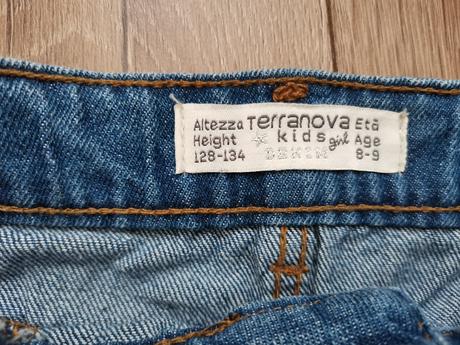 Altezza Terranova Età
Height kids girl Age
128-134 DENIM 8-9